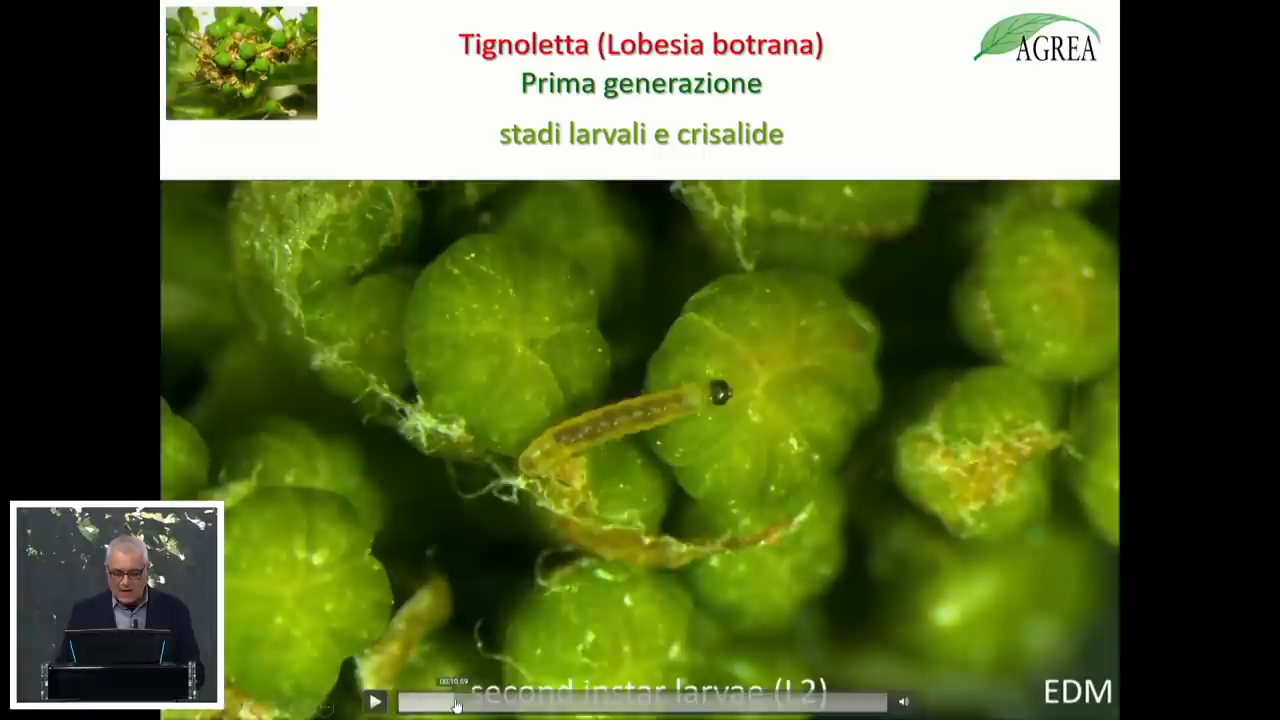 Tignoletta (Lobesia botrana)
AGREA
Prima generazione
stadi larvali e crisalide
second instar larvae (L2)
EDM